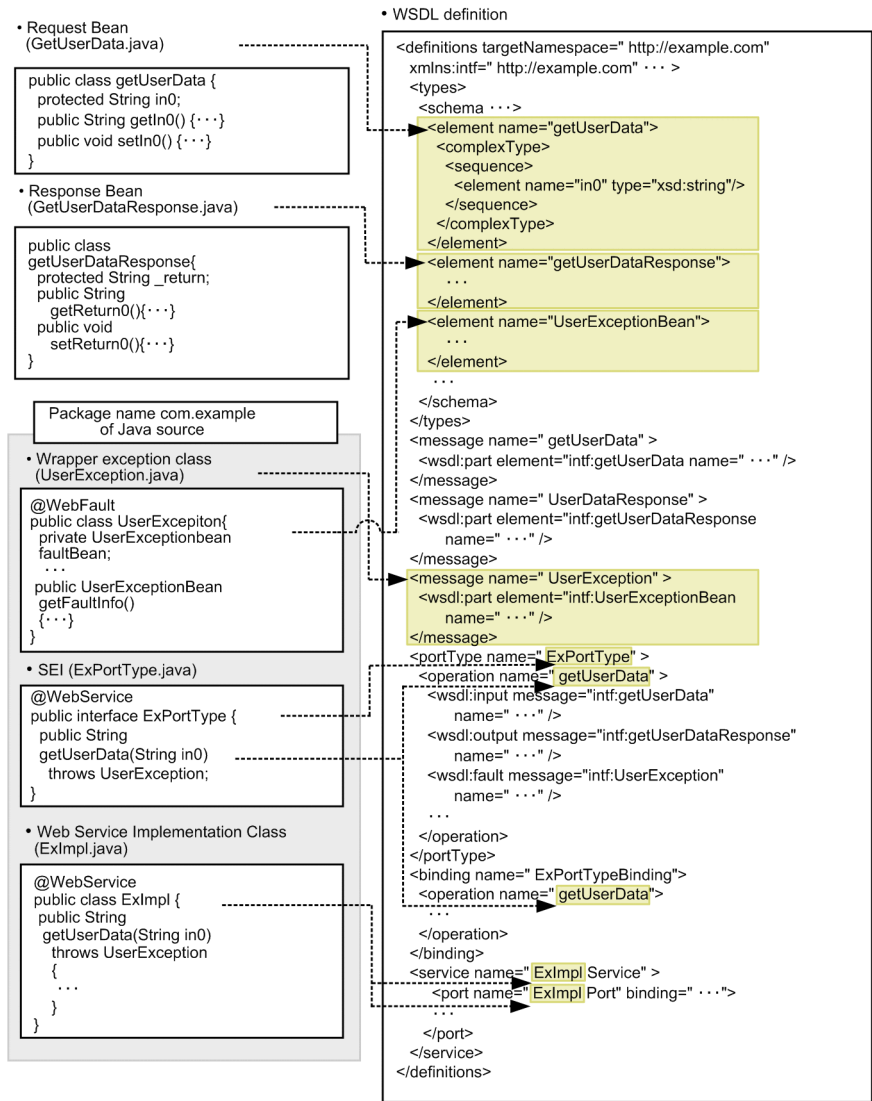 • Request Bean
(GetUserData.java)
public class getUserData {
protected String in0;
public String getIn0() {···}
public void setIn0() {···}
}
• Response Bean
(GetUserDataResponse.java)
public class
getUserDataResponse{
protected String _return;
public String
getReturn0(){···}
public void
setReturn0(){···}
}
Package name com.example
of Java source
• Wrapper exception class
(UserException.java)
@WebFault
public class UserExcepiton{
private UserExceptionbean
faultBean;
···
public UserExceptionBean
getFaultInfo()
{···}
}
• SEI (ExPortType.java)
@WebService
public interface ExPortType {
public String
getUserData(String in0)
throws UserException;
}
• Web Service Implementation Class
(ExImpl.java)
@WebService
public class ExImpl {
public String
getUserData(String in0)
throws UserException
{
···
}
}
• WSDL definition
<definitions targetNamespace=" http://example.com"
xmlns:intf=" http://example.com" ··· >
<types>
<schema ···>
<element name="getUserData">
<complexType>
<sequence>
<element name="in0" type="xsd:string"/>
</sequence>
</complexType>
</element>
<element name="getUserDataResponse">
···
</element>
<element name="UserExceptionBean">
···
</element>
···
</schema>
</types>
<message name=" getUserData" >
<wsdl:part element="intf:getUserData name=" ···" />
</message>
<message name=" UserDataResponse" >
<wsdl:part element="intf:getUserDataResponse
name=" ···" />
</message>
<message name=" UserException" >
<wsdl:part element="intf:UserExceptionBean
name=" ···" />
</message>
<portType name=" ExPortType" >
<operation name=" getUserData" >
<wsdl:input message="intf:getUserData"
name=" ···" />
<wsdl:output message="intf:getUserDataResponse"
name=" ···" />
<wsdl:fault message="intf:UserException"
name=" ···" />
···
</operation>
</portType>
<binding name=" ExPortTypeBinding">
<operation name=" getUserData">
···
</operation>
</binding>
<service name=" ExImpl Service" >
<port name=" ExImpl Port" binding=" ···">
···
</port>
</service>
</definitions>